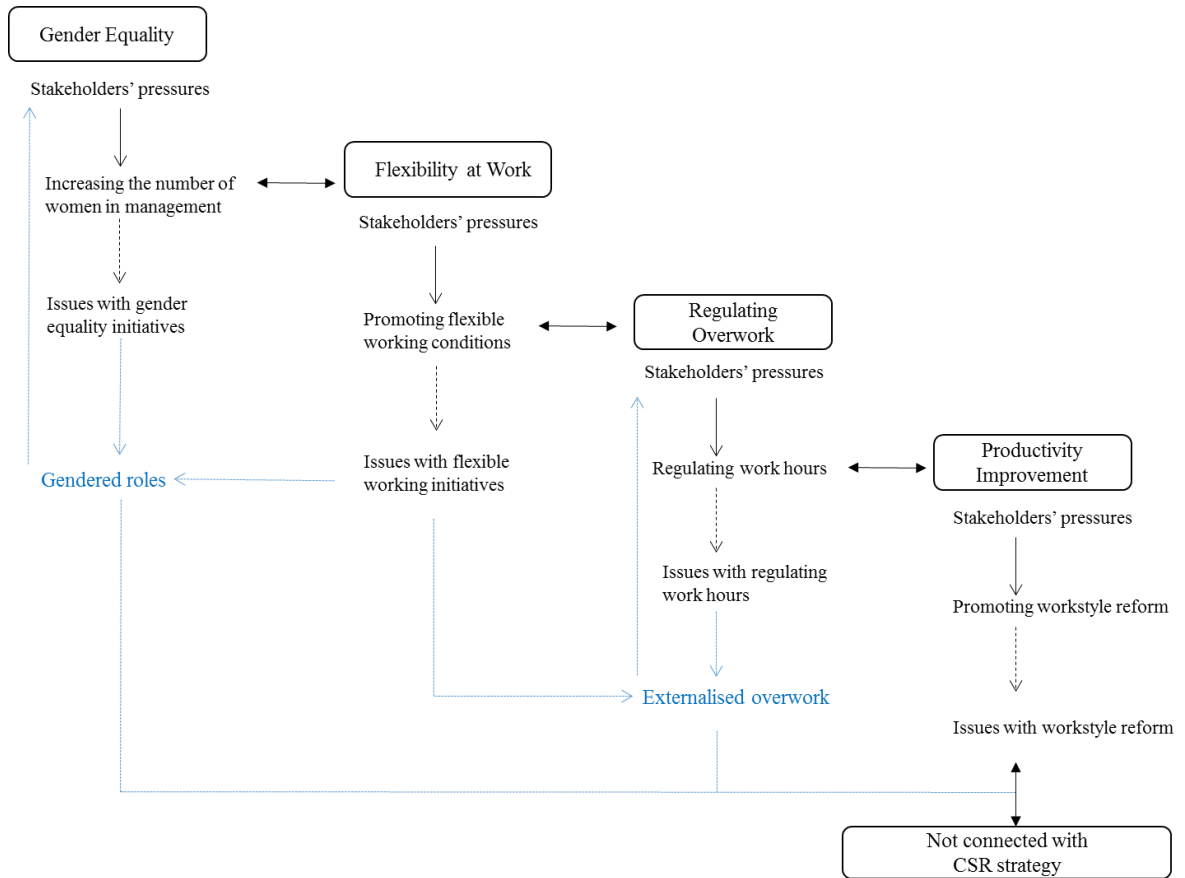 Gender Equality
Stakeholders’ pressures
Increasing the number of
women in management
Issues with gender
equality initiatives
Gendered roles
Flexibility at Work
Stakeholders’ pressures
Promoting flexible
working conditions
Issues with flexible
working initiatives
Regulating
Overwork
Stakeholders’ pressures
Regulating work hours
Issues with regulating
work hours
Externalised overwork
Productivity
Improvement
Stakeholders’ pressures
Promoting workstyle reform
Issues with workstyle reform
Not connected with
CSR strategy